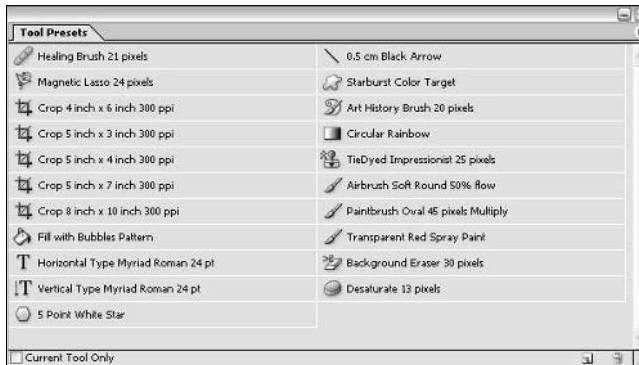 Tool Presets
Healing Brush 21 pixels
Magnetic Lasso 24 pixels
Crop 4 inch x 6 inch 300 ppi
Crop 5 inch x 3 inch 300 ppi
Crop 5 inch x 4 inch 300 ppi
Crop 5 inch x 7 inch 300 ppi
Crop 8 inch x 10 inch 300 ppi
Fill with Bubbles Pattern
Horizontal Type Myriad Roman 24 pt
Vertical Type Myriad Roman 24 pt
5 Point White Star
0.5 cm Black Arrow
Starburst Color Target
Art History Brush 20 pixels
Circular Rainbow
TieDyed Impressionist 25 pixels
Airbrush Soft Round 50% flow
Paintbrush Oval 45 pixels Multiply
Transparent Red Spray Paint
Background Eraser 30 pixels
Desaturate 13 pixels
Current Tool Only